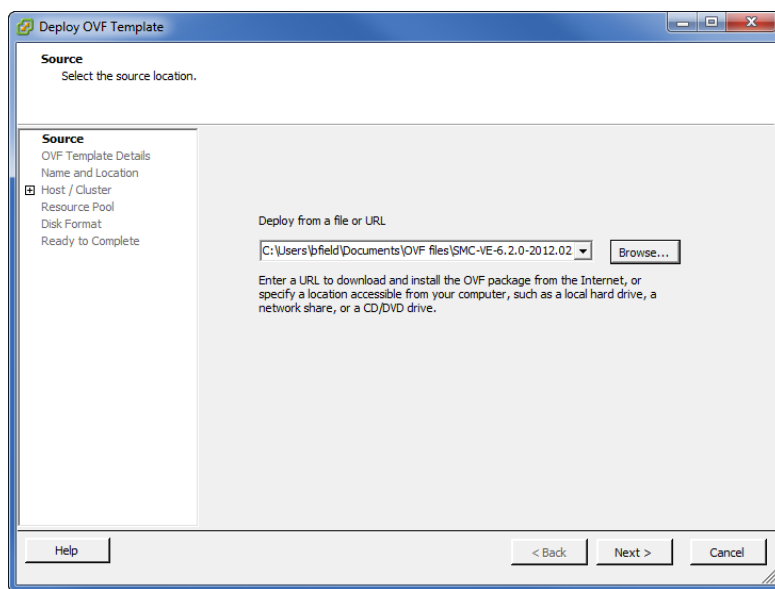 Deploy OVF Template
Source
Select the source location.
Source
OVF Template Details
Name and Location
Host / Cluster
Resource Pool
Disk Format
Ready to Complete
Deploy from a file or URL
C:\Users\bfield\Documents\OVF files\SMC-VE-6.2.0-2012.02
Browse...
Enter a URL to download and install the OVF package from the Internet, or
specify a location accessible from your computer, such as a local hard drive, a
network share, or a CD/DVD drive.
Help
< Back
Next >
Cancel